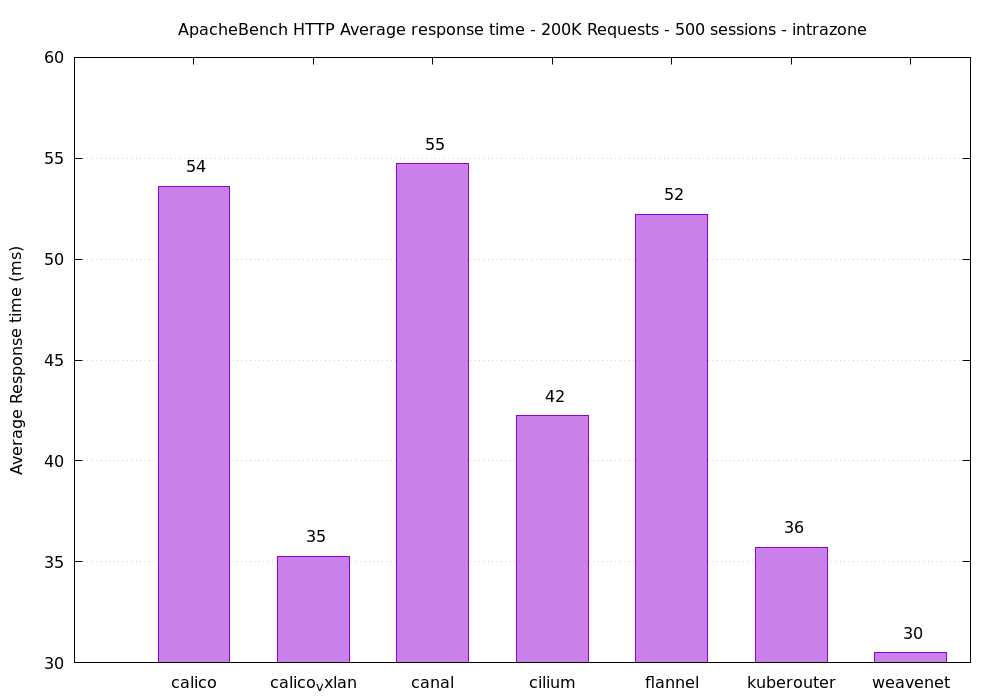 ApacheBench HTTP Average response time - 200K Requests - 500 sessions - intrazone
Average Response time (ms)
60
55
50
45
40
35
30
54
35
55
42
52
36
30
calico
calicovxlan
canal
cilium
flannel
kuberouter
weavenet